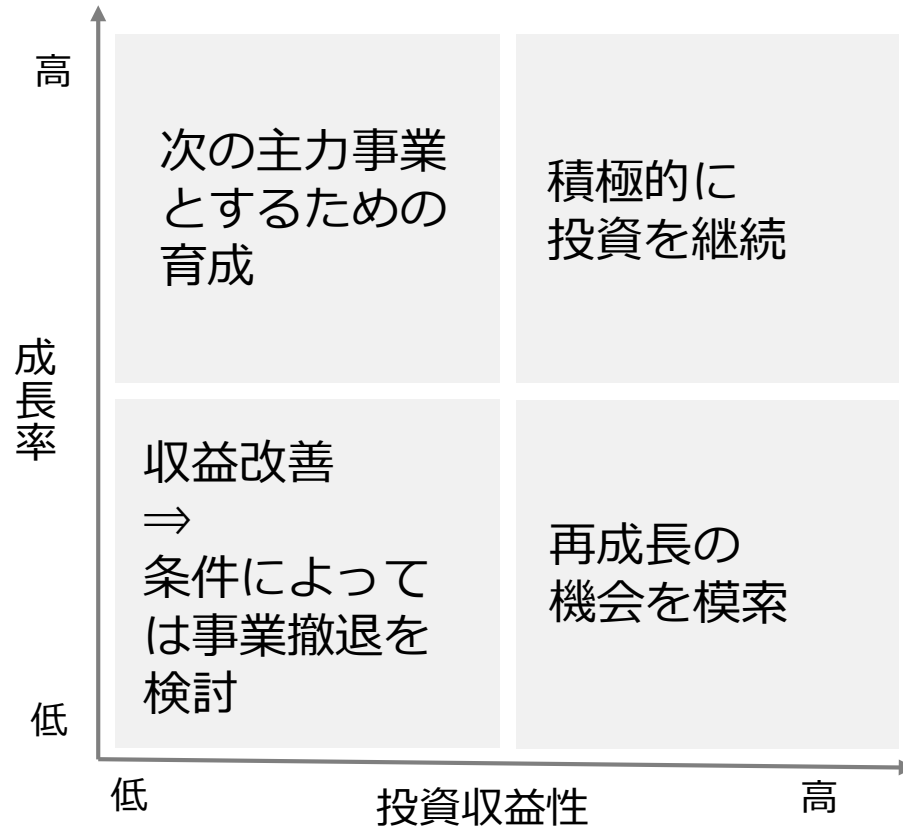 高
次の主力事業
とするための
育成
積極的に
投資を継続
成長率
収益改善
⇒
条件によって
は事業撤退を
検討
再成長の
機会を模索
低
低
投資収益性
高